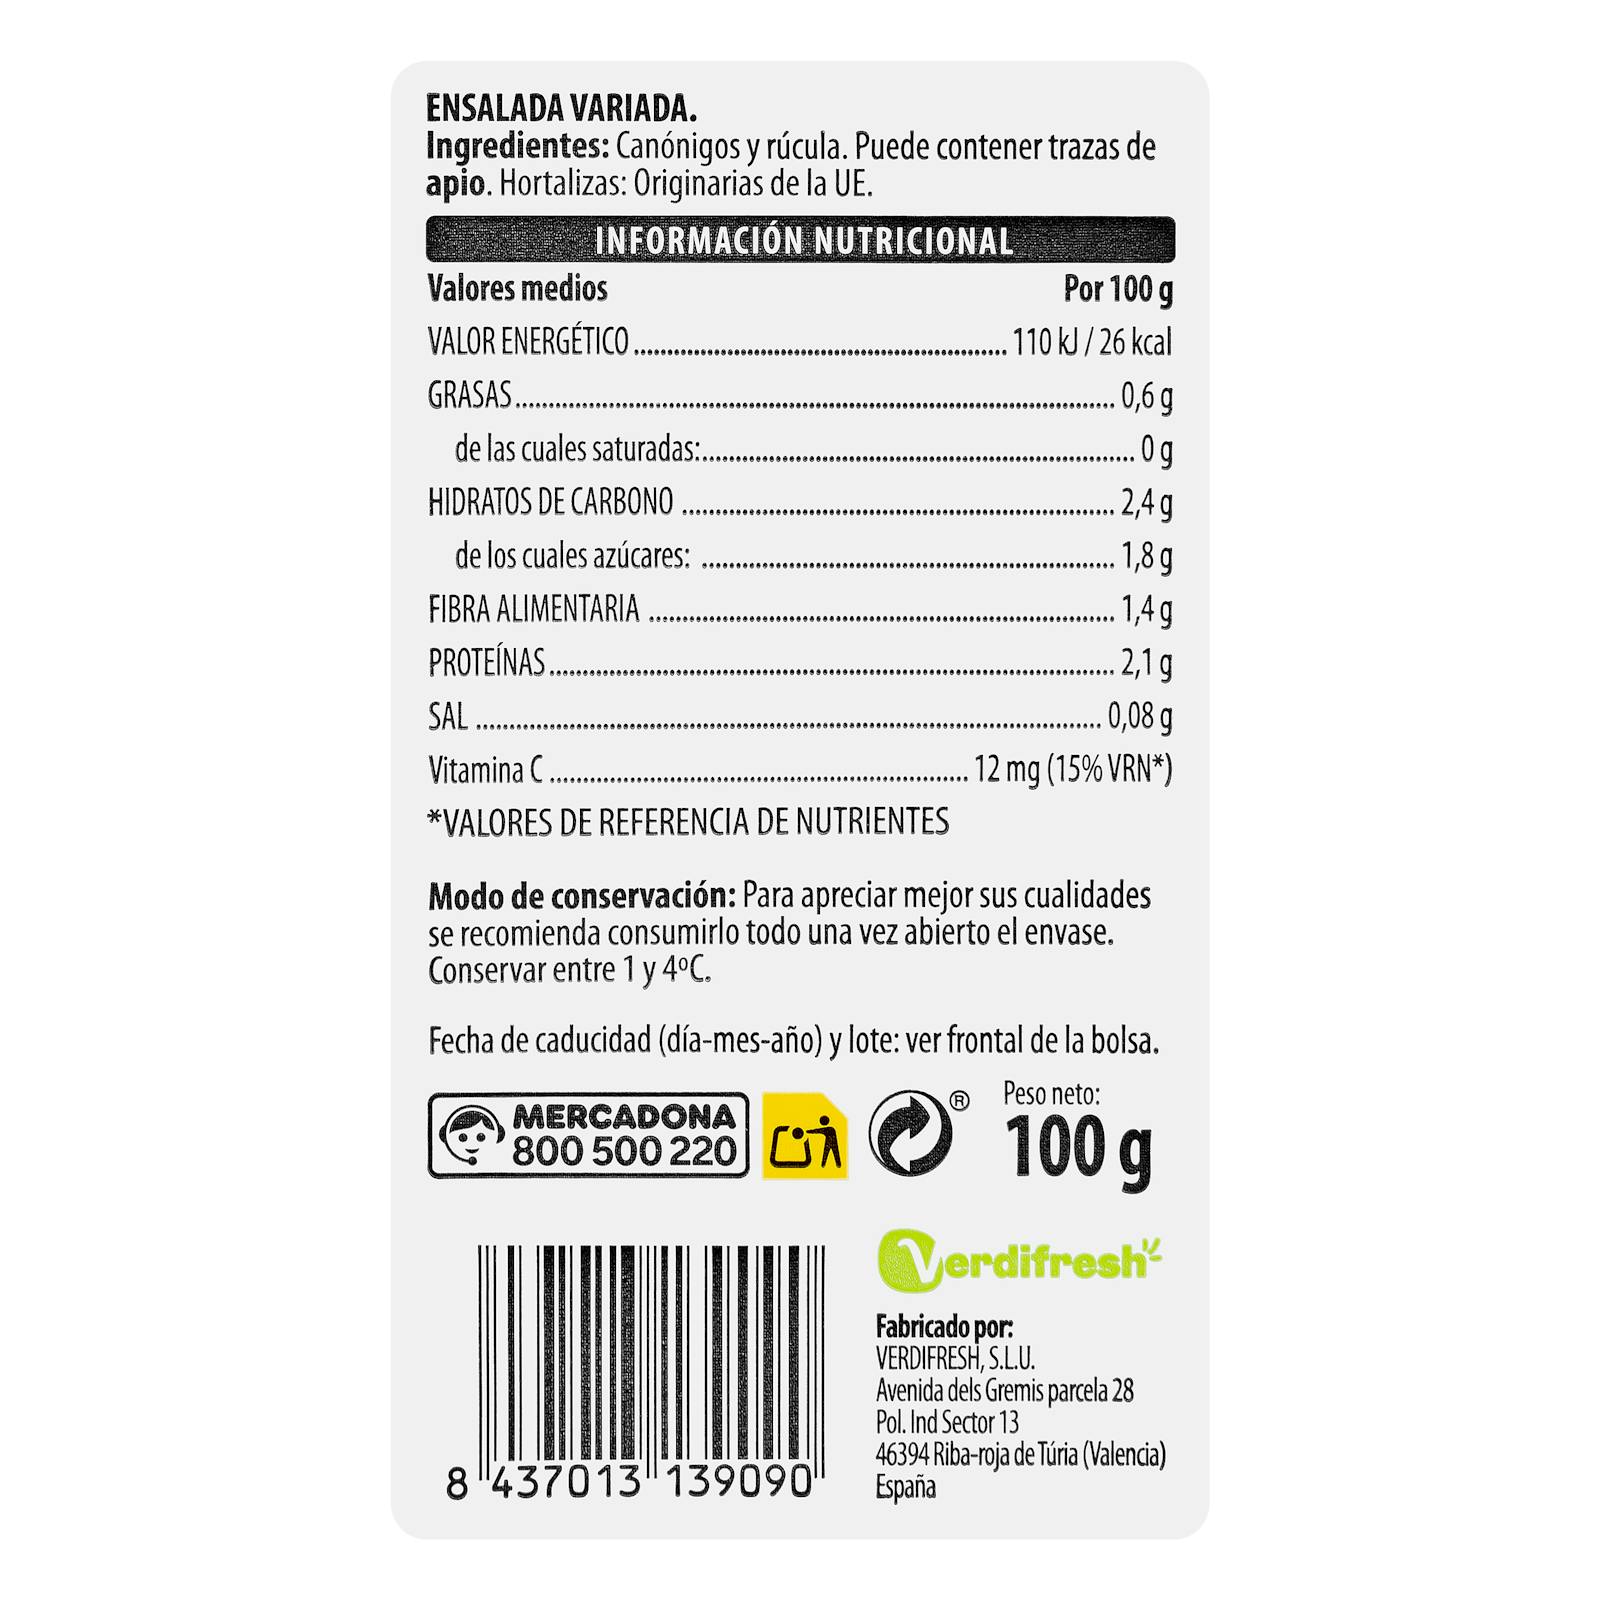 ENSALADA VARIADA.
Ingredientes: Canónigos y rúcula. Puede contener trazas de
apio. Hortalizas: Originarias de la UE.
INFORMACIÓN NUTRICIONAL
Valores medios Por 100 g
VALOR ENERGÉTICO 110 kJ / 26 kcal
GRASAS 0,6 g
de las cuales saturadas: 0 g
HIDRATOS DE CARBONO 2,4 g
de los cuales azúcares: 1,8 g
FIBRA ALIMENTARIA 1,4 g
PROTEÍNAS 2,1 g
SAL 0,08 g
Vitamina C 12 mg (15% VRN*)
*VALORES DE REFERENCIA DE NUTRIENTES
Modo de conservación: Para apreciar mejor sus cualidades
se recomienda consumirlo todo una vez abierto el envase.
Conservar entre 1 y 4ºC.
Fecha de caducidad (día-mes-año) y lote: ver frontal de la bolsa.
MERCADONA
800 500 220
®
Peso neto:
100 g
Verdifresh
Fabricado por:
VERDIFRESH, S.L.U.
Avenida dels Gremis parcela 28
Pol. Ind Sector 13
46394 Riba-roja de Túria (Valencia)
España
8 437013 139090